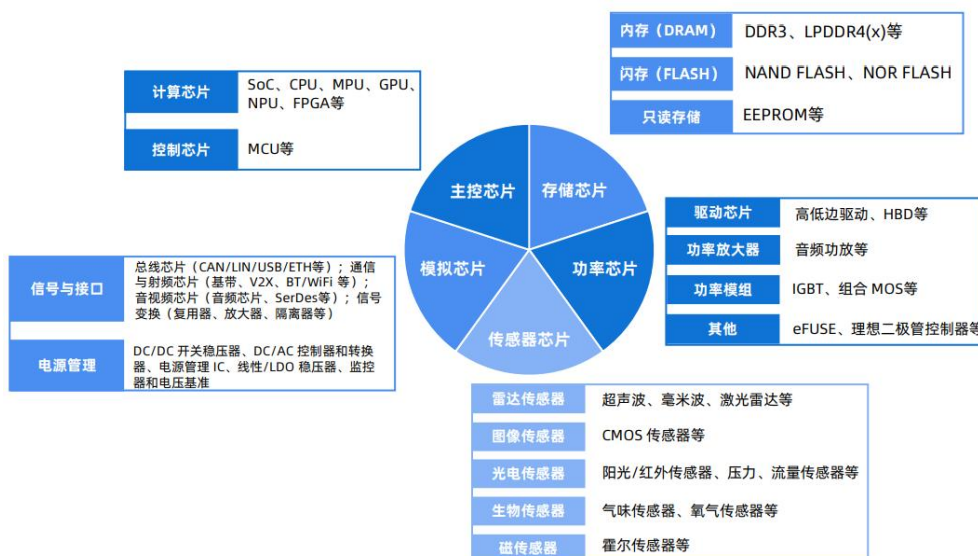 内存（DRAM） DDR3、LPDDR4(x)等
闪存（FLASH） NAND FLASH、NOR FLASH
只读存储 EEPROM等
计算芯片 SoC、CPU、MPU、GPU、
NPU、FPGA等
控制芯片 MCU等
主控芯片
存储芯片
模拟芯片
功率芯片
传感器芯片
驱动芯片 高低边驱动、HBD等
功率放大器 音频功放等
功率模组 IGBT、组合 MOS等
其他 eFUSE、理想二极管控制器等
信号与接口
总线芯片（CAN/LIN/USB/ETH等）；通信
与射频芯片（基带、V2X、BT/WiFi 等）；
音视频芯片（音频芯片、SerDes等）；信号
变换（复用器、放大器、隔离器等）
电源管理
DC/DC 开关稳压器、DC/AC 控制器和转换
器、电源管理 IC、线性/LDO 稳压器、监控
器和电压基准
雷达传感器 超声波、毫米波、激光雷达等
图像传感器 CMOS 传感器等
光电传感器 阳光/红外传感器、压力、流量传感器等
生物传感器 气味传感器、氧气传感器等
磁传感器 霍尔传感器等